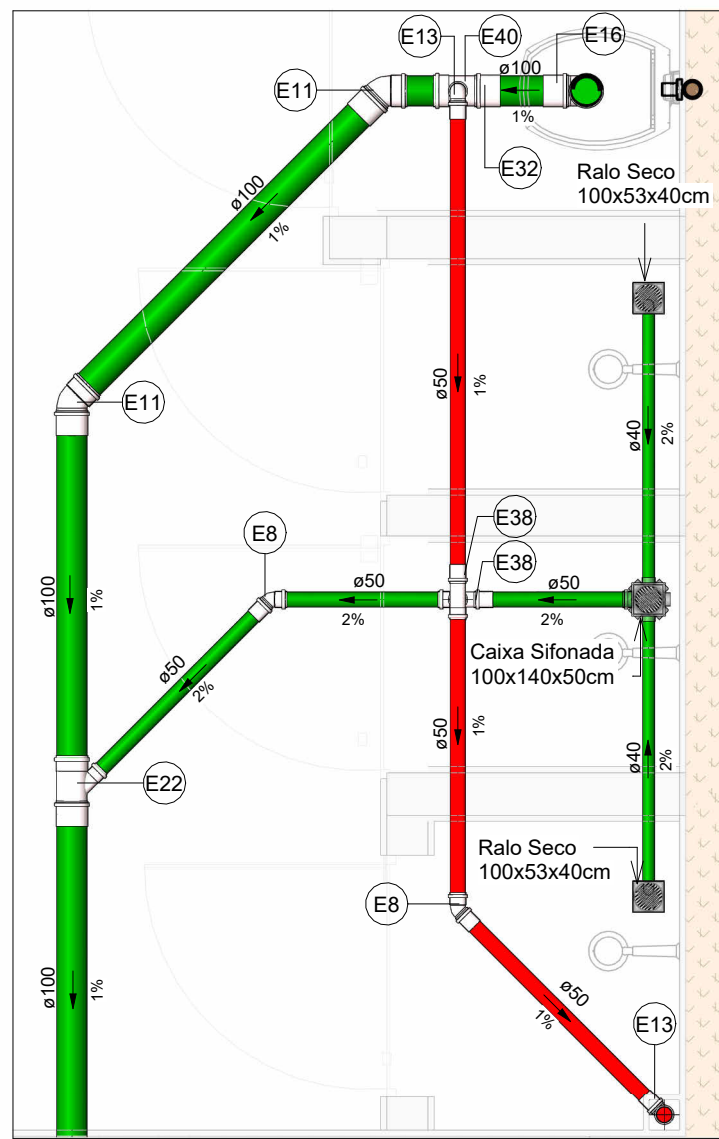 E13
E40
E16
ø100
1%
E11
E32
Ralo Seco
100x53x40cm
ø100
1%
E11
ø50
1%
ø40
2%
E38
E8
E38
ø50
2%
ø50
2%
ø100
1%
Caixa Sifonada
100x140x50cm
ø50
2%
ø50
1%
ø40
2%
E22
Ralo Seco
100x53x40cm
E8
ø100
1%
ø50
1%
E13